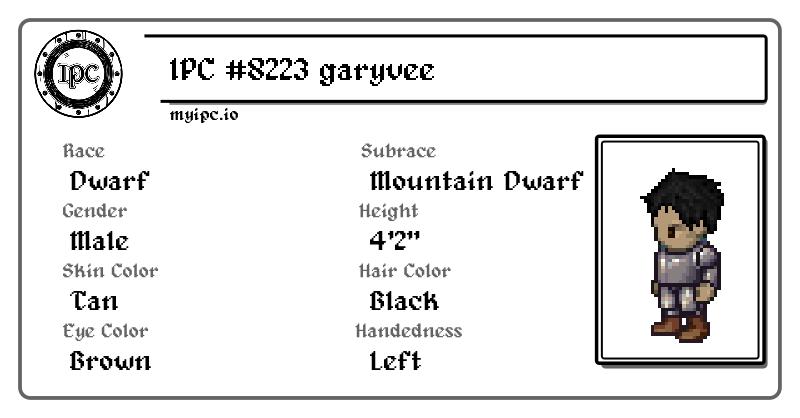 IPC
IPC #8223 garyvee
myipc.io
Race
Dwarf
Subrace
Mountain Dwarf
Gender
Male
Height
4'2"
Skin Color
Tan
Hair Color
Black
Eye Color
Brown
Handedness
Left